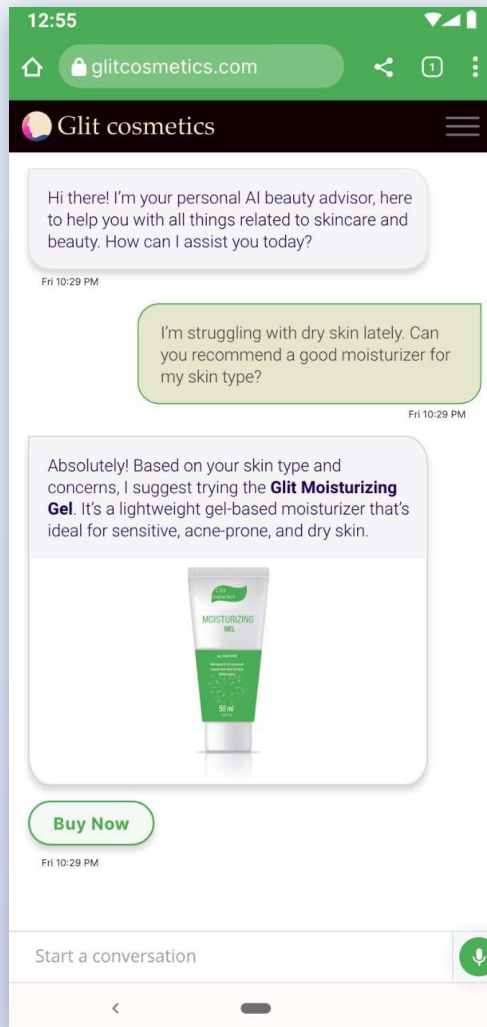 12:55
glitcosmetics.com
1
Glit cosmetics
Hi there! I'm your personal AI beauty advisor, here
to help you with all things related to skincare and
beauty. How can I assist you today?
Fri 10:29 PM
I'm struggling with dry skin lately. Can
you recommend a good moisturizer for
my skin type?
Fri 10:29 PM
Absolutely! Based on your skin type and
concerns, I suggest trying the Glit Moisturizing
Gel. It's a lightweight gel-based moisturizer that's
ideal for sensitive, acne-prone, and dry skin.
Glit
cosmetics
MOISTURIZING
GEL
50 ml
Buy Now
Fri 10:29 PM
Start a conversation